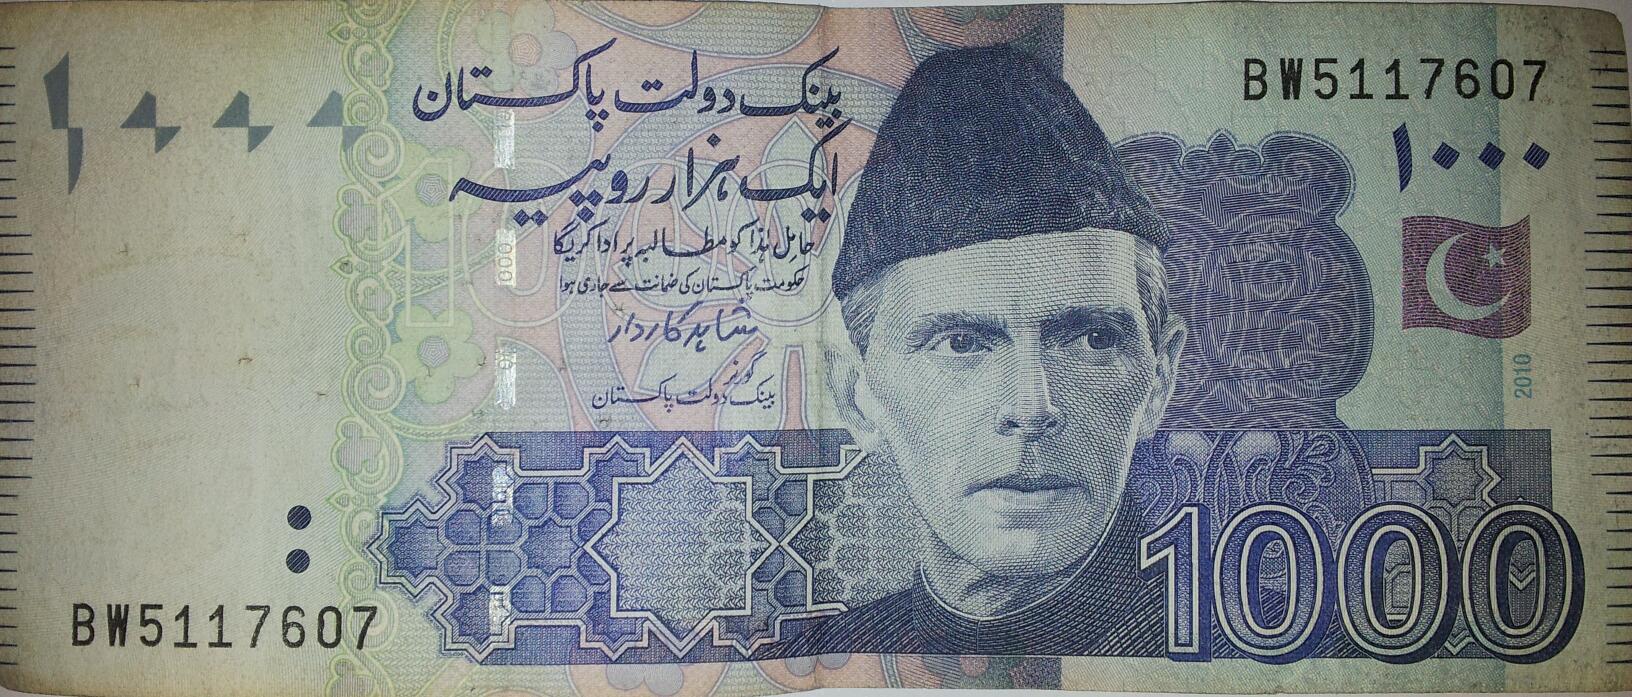 بینک دولت پاکستان
BW5117607
۱۰۰۰
ایک ہزار روپیہ
حامل ہٰذا کو مطالبہ پر ادا کریگا
حکومت پاکستان کی ضمانت سے جاری ہوا
شاہد کاردار
گورنر
بینک دولت پاکستان
2010
1000
BW5117607